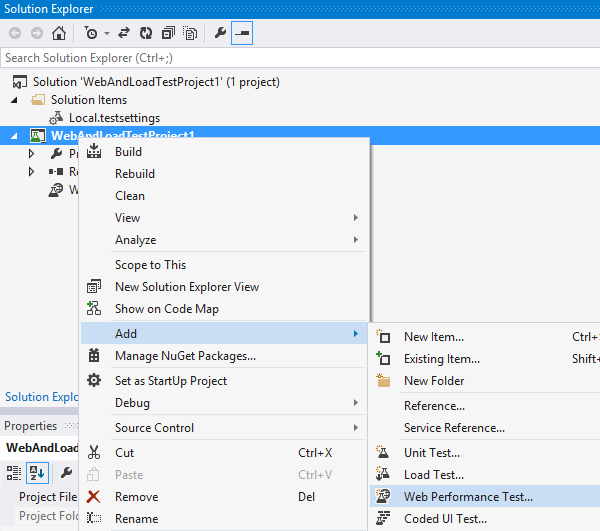 Solution Explorer
Search Solution Explorer (Ctrl+;)
Solution 'WebAndLoadTestProject1' (1 project)
Solution Items
Local.testsettings
WebAndLoadTestProject1
Build
Rebuild
Clean
View
Analyze
Scope to This
New Solution Explorer View
Show on Code Map
Add
Manage NuGet Packages...
Set as StartUp Project
Debug
Source Control
Cut Ctrl+X
Paste Ctrl+V
Remove Del
Rename
New Item... Ctrl+
Existing Item... Shift+
New Folder
Reference...
Service Reference...
Unit Test...
Load Test...
Web Performance Test...
Coded UI Test...
Solution Explo
Properties
WebAndLoad
Project File
Project Folde